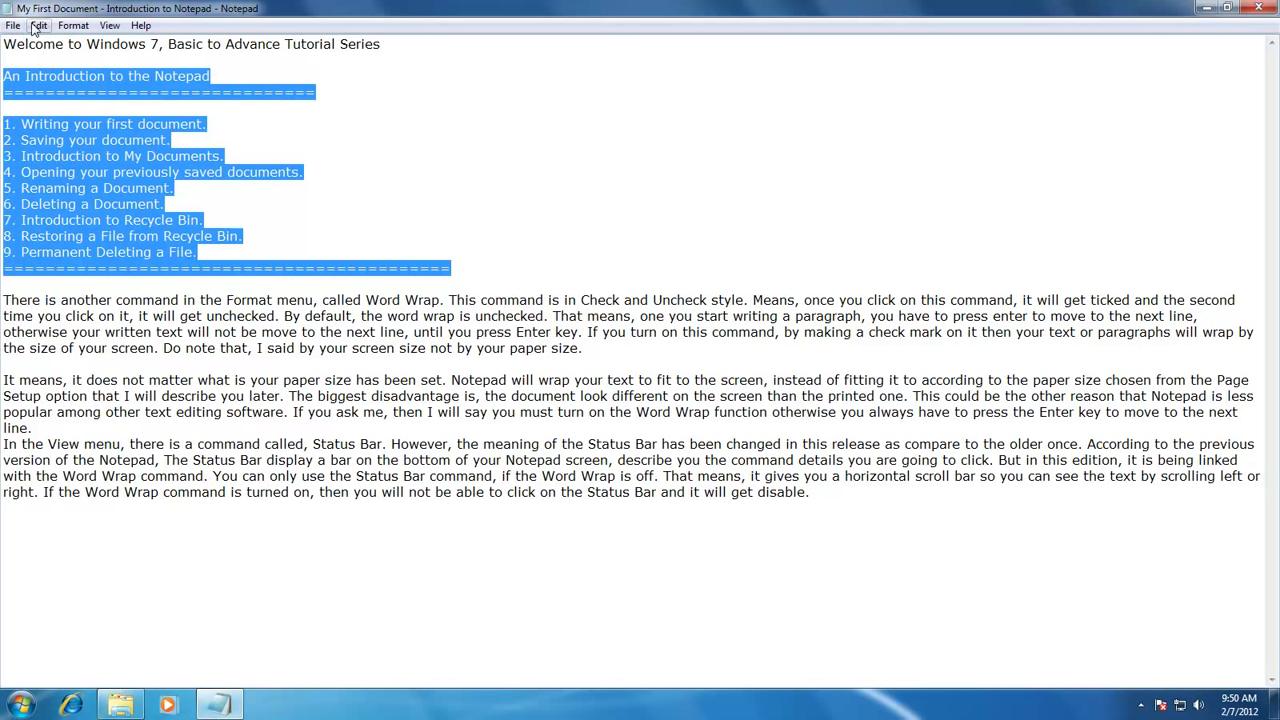 My First Document - Introduction to Notepad - Notepad
File Edit Format View Help
Welcome to Windows 7, Basic to Advance Tutorial Series
An Introduction to the Notepad
==============================
1. Writing your first document.
2. Saving your document.
3. Introduction to My Documents.
4. Opening your previously saved documents.
5. Renaming a Document.
6. Deleting a Document.
7. Introduction to Recycle Bin.
8. Restoring a File from Recycle Bin.
9. Permanent Deleting a File.
===========================================
There is another command in the Format menu, called Word Wrap. This command is in Check and Uncheck style. Means, once you click on this command, it will get ticked and the second
time you click on it, it will get unchecked. By default, the word wrap is unchecked. That means, one you start writing a paragraph, you have to press enter to move to the next line,
otherwise your written text will not be move to the next line, until you press Enter key. If you turn on this command, by making a check mark on it then your text or paragraphs will wrap by
the size of your screen. Do note that, I said by your screen size not by your paper size.
It means, it does not matter what is your paper size has been set. Notepad will wrap your text to fit to the screen, instead of fitting it to according to the paper size chosen from the Page
Setup option that I will describe you later. The biggest disadvantage is, the document look different on the screen than the printed one. This could be the other reason that Notepad is less
popular among other text editing software. If you ask me, then I will say you must turn on the Word Wrap function otherwise you always have to press the Enter key to move to the next
line.
In the View menu, there is a command called, Status Bar. However, the meaning of the Status Bar has been changed in this release as compare to the older once. According to the previous
version of the Notepad, The Status Bar display a bar on the bottom of your Notepad screen, describe you the command details you are going to click. But in this edition, it is being linked
with the Word Wrap command. You can only use the Status Bar command, if the Word Wrap is off. That means, it gives you a horizontal scroll bar so you can see the text by scrolling left or
right. If the Word Wrap command is turned on, then you will not be able to click on the Status Bar and it will get disable.
9:50 AM
2/7/2012